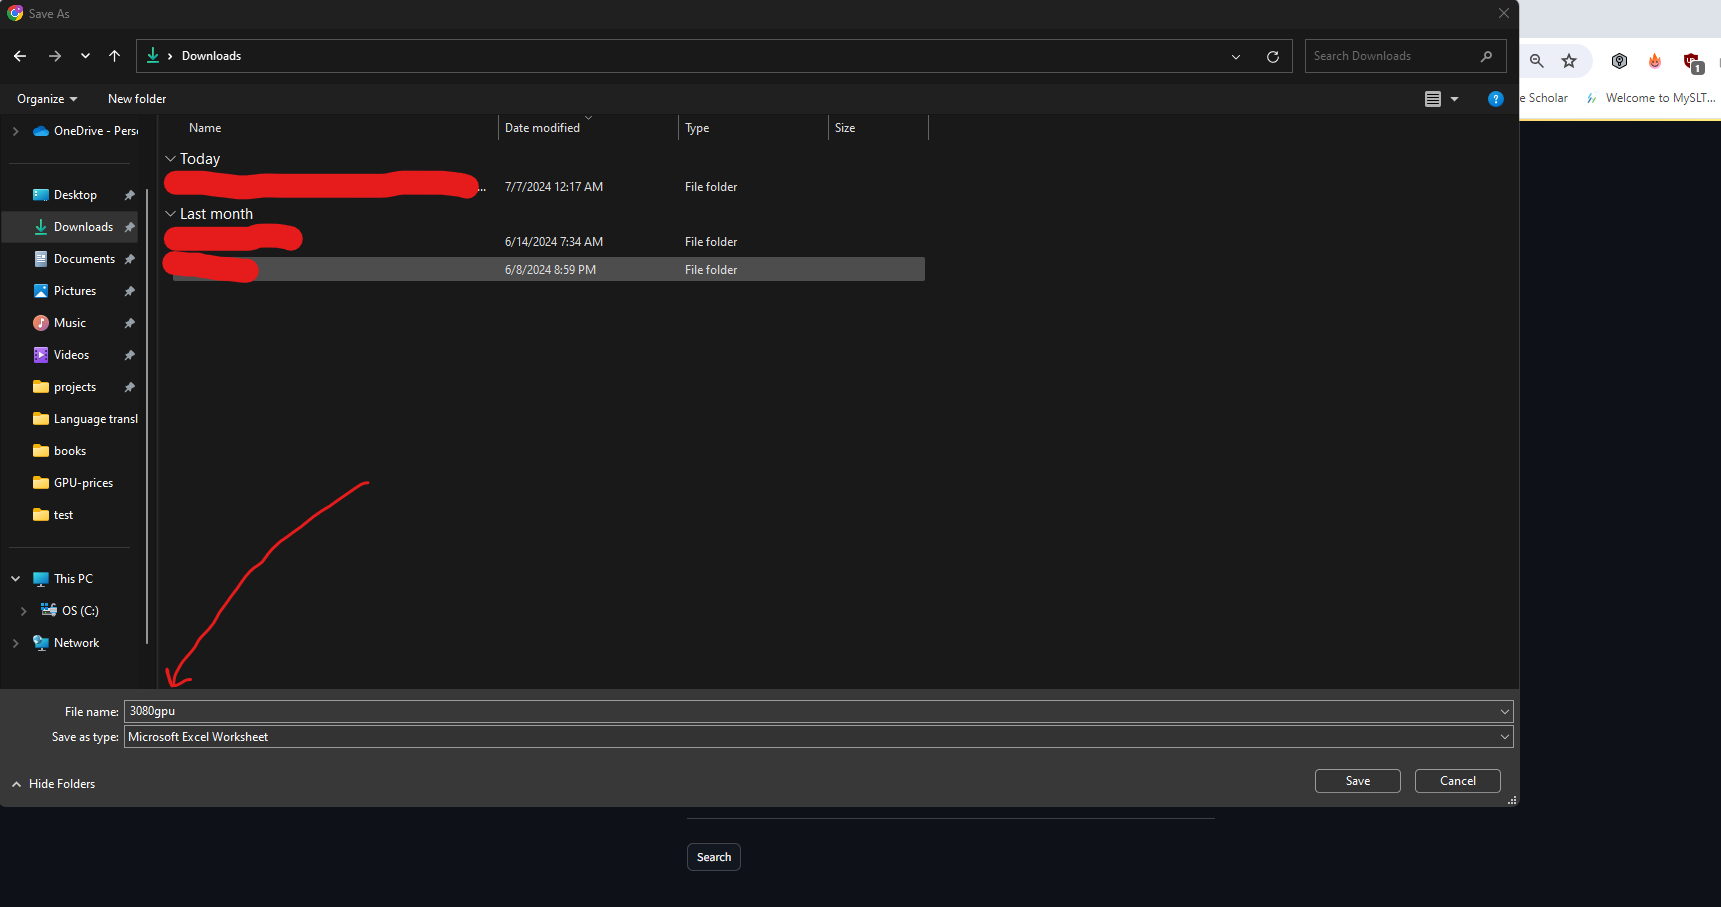 Save As
Downloads
Search Downloads
Organize
New folder
?
1
e Scholar
Welcome to MySLT...
OneDrive - Pers
Desktop
Downloads
Documents
Pictures
Music
Videos
projects
Language transl
books
GPU-prices
test
This PC
OS (C:)
Network
Name Date modified Type Size
Today
... 7/7/2024 12:17 AM File folder
Last month
6/14/2024 7:34 AM File folder
6/8/2024 8:59 PM File folder
File name: 3080gpu
Save as type: Microsoft Excel Worksheet
Hide Folders
Save
Cancel
Search